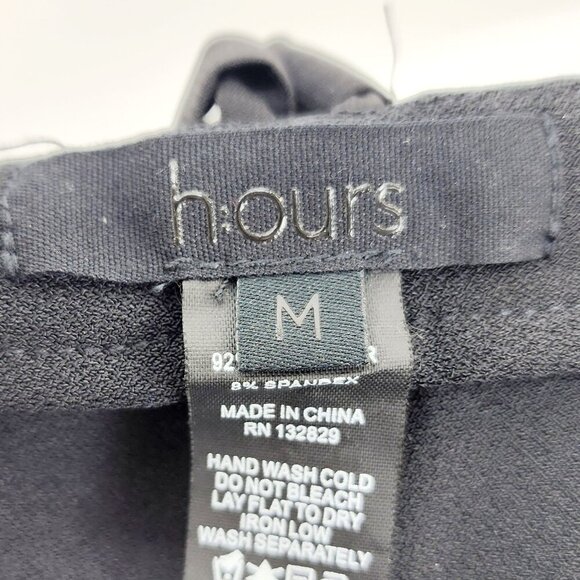 h:ours
M
8% SPANDEX
MADE IN CHINA
RN 132829
HAND WASH COLD
DO NOT BLEACH
LAY FLAT TO DRY
IRON LOW
WASH SEPARATELY